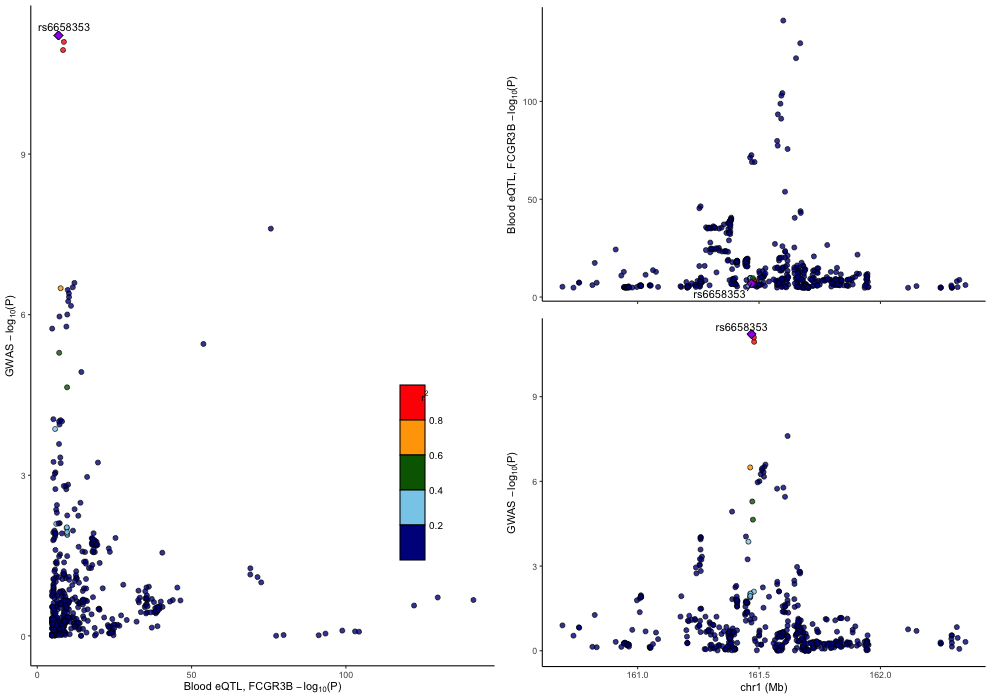 rs6658353
9
6
3
0
GWAS −log10(P)
0
50
100
Blood eQTL, FCGR3B −log10(P)
r2
0.8
0.6
0.4
0.2
100
50
0
Blood eQTL, FCGR3B −log10(P)
rs6658353
rs6658353
9
6
3
0
GWAS −log10(P)
161.0
161.5
162.0
chr1 (Mb)